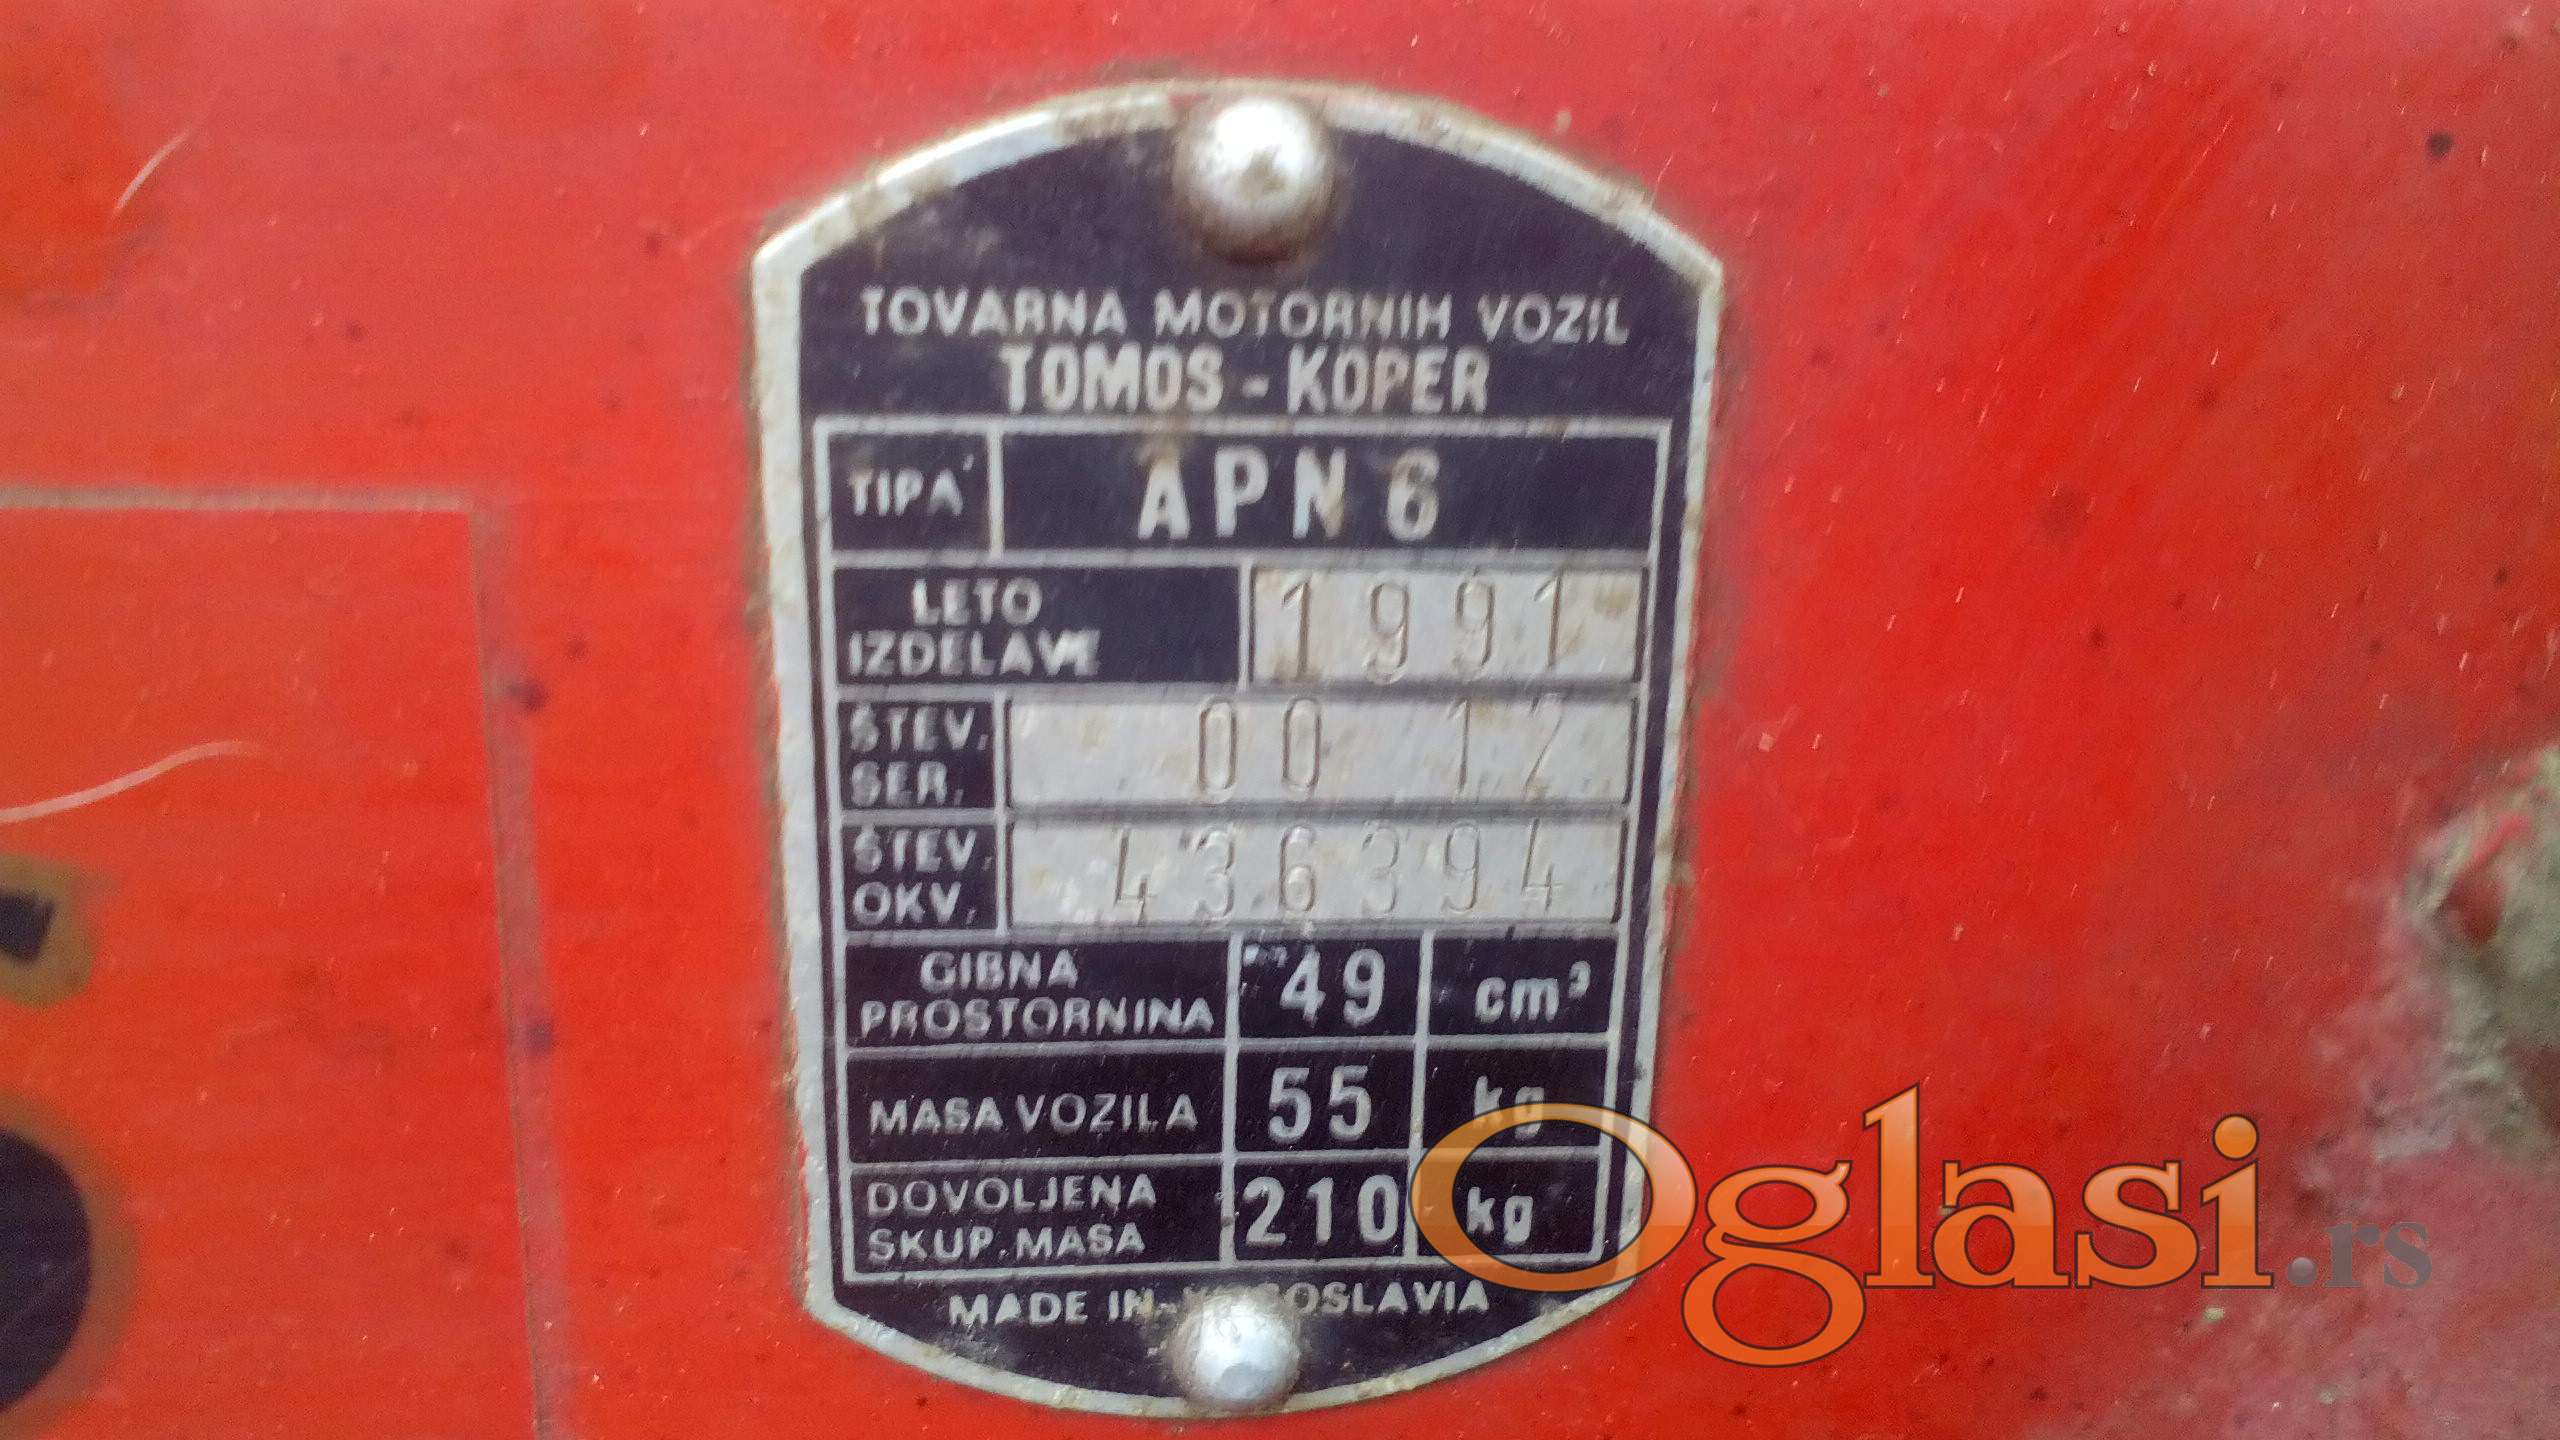 TOVARNA MOTORNIH VOZIL
TOMOS - KOPER
TIPA APN 6
LETO
IZDELAVE 1991
ŠTEV.
SER. 00 12
ŠTEV.
OKV. 436394
GIBNA
PROSTORNINA 49 cm³
MASA VOZILA 55 kg
DOVOLJENA
SKUP. MASA 210 kg
MADE IN YUGOSLAVIA
Oglasi.rs